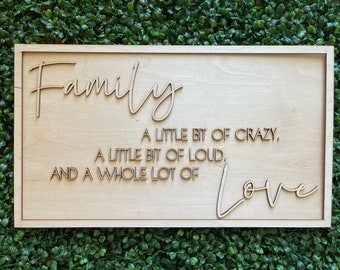 Family
A LITTLE BIT OF CRAZY,
A LITTLE BIT OF LOUD,
AND A WHOLE LOT OF
Love